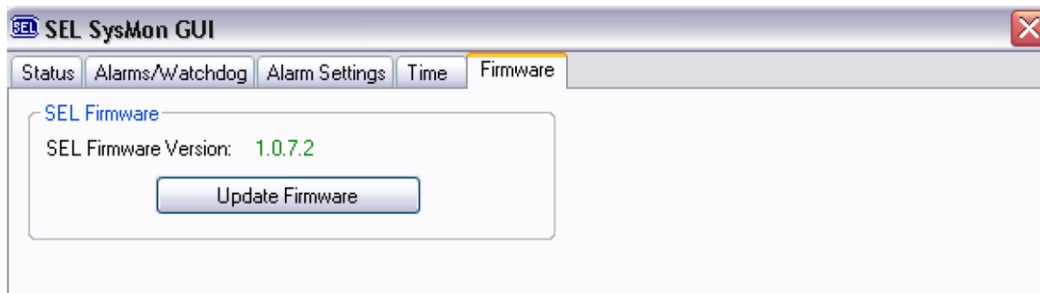 SEL SEL SysMon GUI
Status Alarms/Watchdog Alarm Settings Time Firmware
SEL Firmware
SEL Firmware Version: 1.0.7.2
Update Firmware